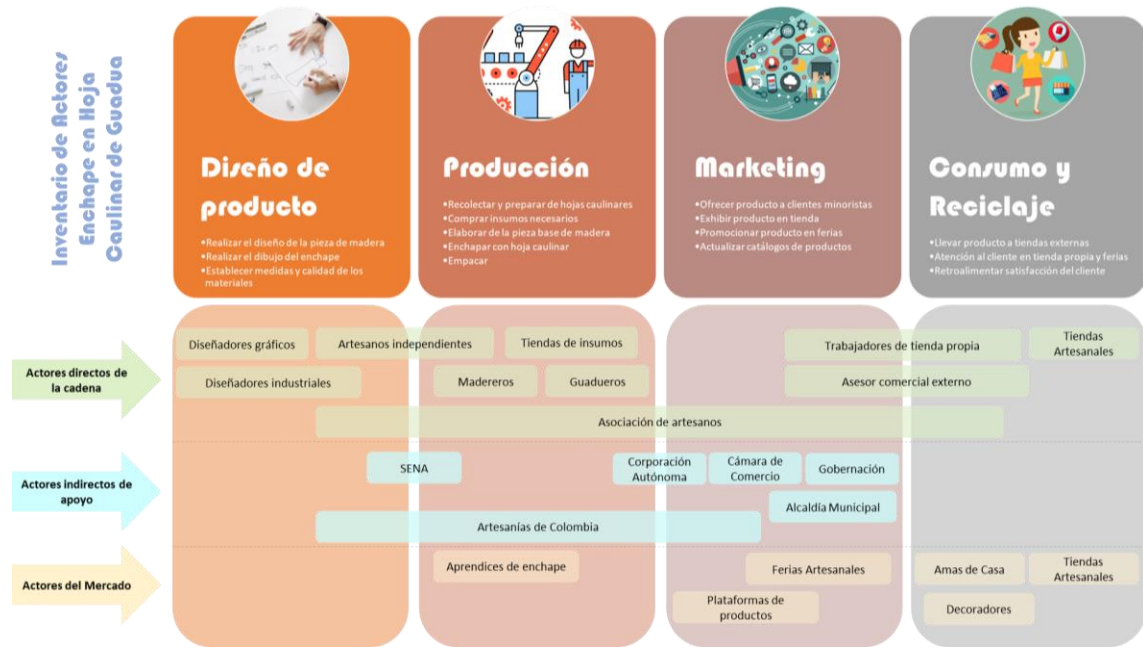 Inventario de Actores
Enchape en Hoja
Caulinar de Guadua
Diseño de
producto
•Realizar el diseño de la pieza de madera
•Realizar el dibujo del enchape
•Establecer medidas y calidad de los
materiales
Producción
•Recolectar y preparar de hojas caulinares
•Comprar insumos necesarios
•Elaborar de la pieza base de madera
•Enchapar con hoja caulinar
•Empacar
Marketing
•Ofrecer producto a clientes minoristas
•Exhibir producto en tienda
•Promocionar producto en ferias
•Actualizar catálogos de productos
Consumo y
Reciclaje
•Llevar producto a tiendas externas
•Atención al cliente en tienda propia y ferias
•Retroalimentar satisfacción del cliente
Actores directos de
la cadena
Diseñadores gráficos
Artesanos independientes
Tiendas de insumos
Trabajadores de tienda propia
Tiendas
Artesanales
Diseñadores industriales
Madereros
Guadueros
Asesor comercial externo
Asociación de artesanos
Actores indirectos de
apoyo
SENA
Corporación
Autónoma
Cámara de
Comercio
Gobernación
Alcaldía Municipal
Artesanías de Colombia
Actores del Mercado
Aprendices de enchape
Ferias Artesanales
Amas de Casa
Tiendas
Artesanales
Plataformas de
productos
Decoradores